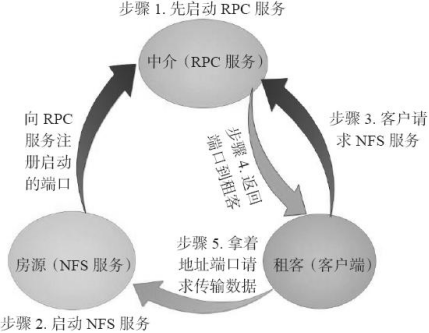 步骤 1. 先启动 RPC 服务
中介（RPC 服务）
向 RPC
服务注
册启动
的端口
步骤 3. 客户请
求 NFS 服务
步骤 4. 返回
端口到租客
房源（NFS 服务）
步骤 5. 拿着
地址端口请
求传输数据
租客（客户端）
步骤 2. 启动 NFS 服务